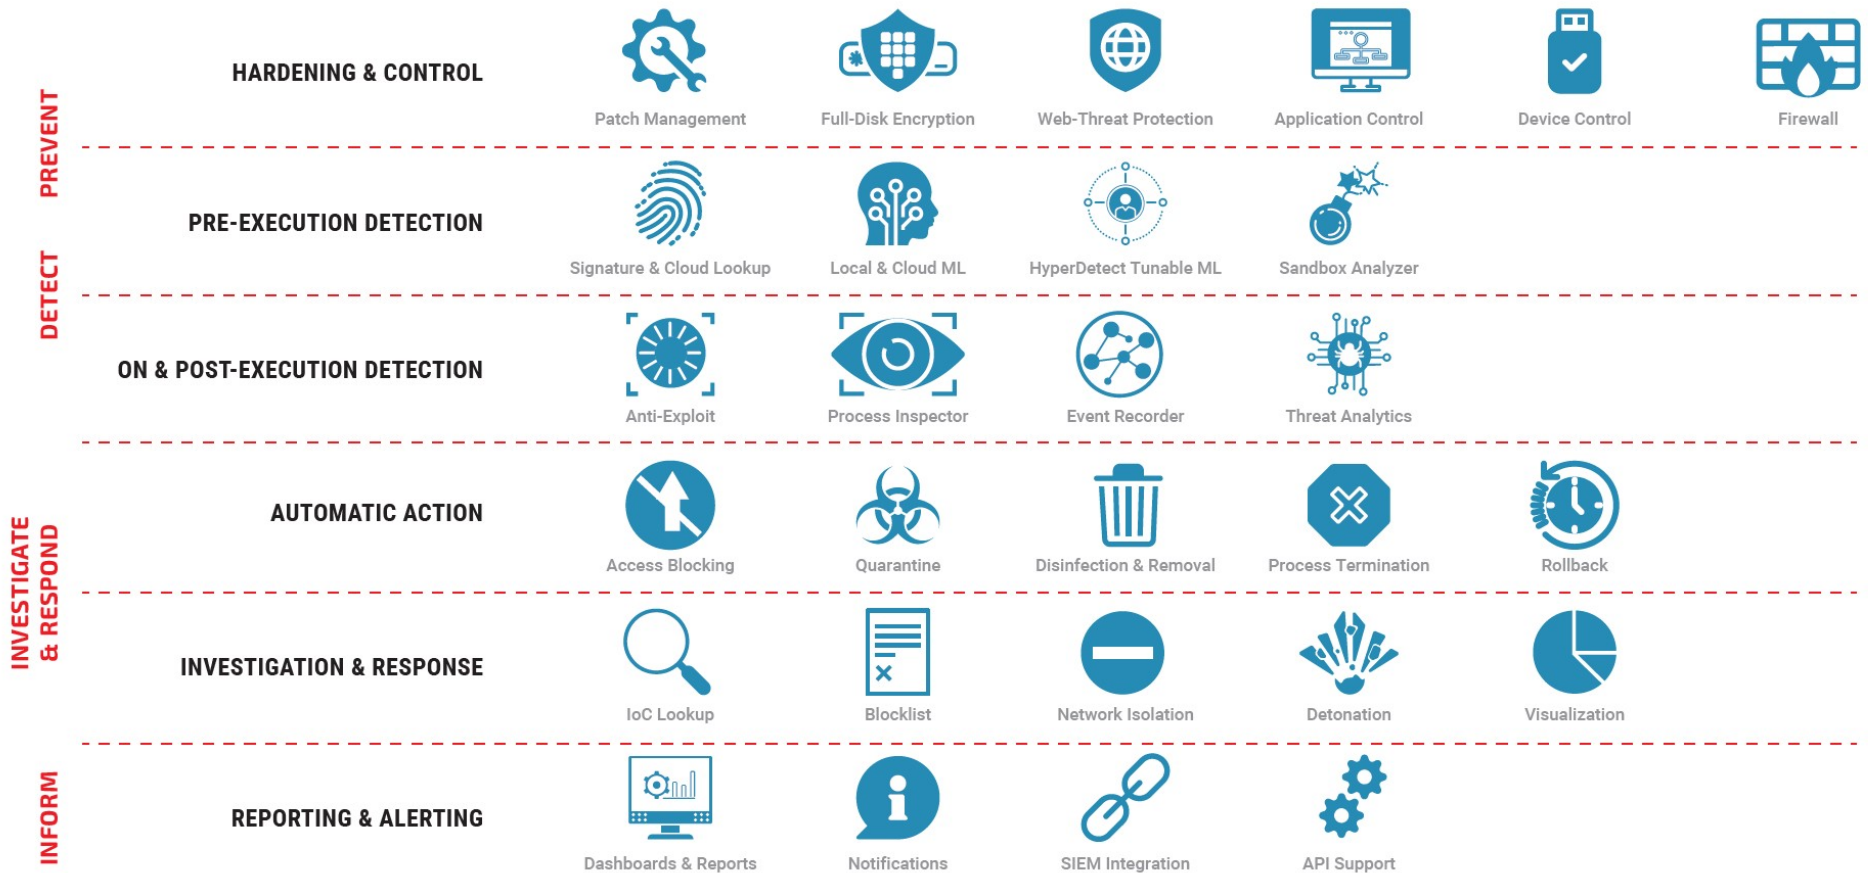 PREVENT
HARDENING & CONTROL
Patch Management
Full-Disk Encryption
Web-Threat Protection
Application Control
Device Control
Firewall
PRE-EXECUTION DETECTION
Signature & Cloud Lookup
Local & Cloud ML
HyperDetect Tunable ML
Sandbox Analyzer
DETECT
ON & POST-EXECUTION DETECTION
Anti-Exploit
Process Inspector
Event Recorder
Threat Analytics
INVESTIGATE
& RESPOND
AUTOMATIC ACTION
Access Blocking
Quarantine
Disinfection & Removal
Process Termination
Rollback
INVESTIGATION & RESPONSE
IoC Lookup
Blocklist
Network Isolation
Detonation
Visualization
INFORM
REPORTING & ALERTING
Dashboards & Reports
Notifications
SIEM Integration
API Support